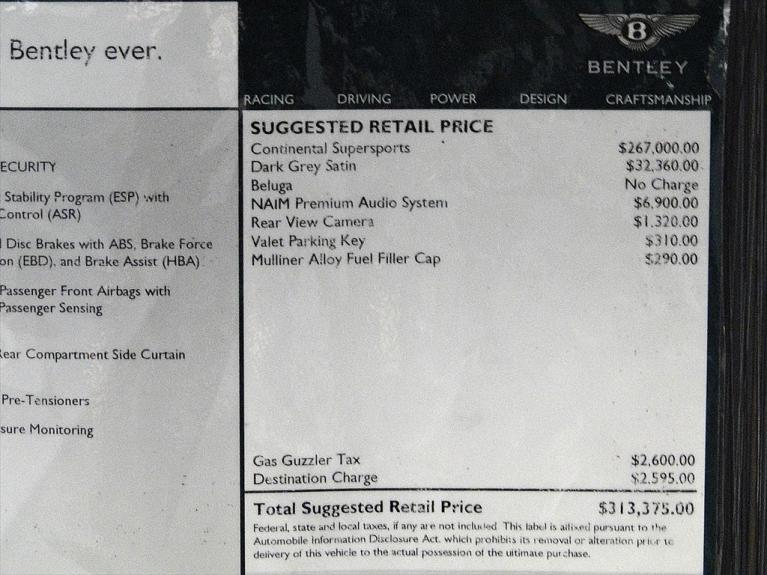 Bentley ever.
B
BENTLEY
RACING DRIVING POWER DESIGN CRAFTSMANSHIP
ECURITY
Stability Program (ESP) with
Control (ASR)
l Disc Brakes with ABS, Brake Force
on (EBD), and Brake Assist (HBA)
Passenger Front Airbags with
Passenger Sensing
Rear Compartment Side Curtain
Pre-Tensioners
sure Monitoring
SUGGESTED RETAIL PRICE
Continental Supersports $267,000.00
Dark Grey Satin $32,360.00
Beluga No Charge
NAIM Premium Audio System $6,900.00
Rear View Camera $1,320.00
Valet Parking Key $310.00
Mulliner Alloy Fuel Filler Cap $290.00
Gas Guzzler Tax $2,600.00
Destination Charge $2,595.00
Total Suggested Retail Price $313,375.00
Federal, state and local taxes, if any are not included. This label is affixed pursuant to the
Automobile Information Disclosure Act, which prohibits its removal or alteration prior to
delivery of this vehicle to the actual possession of the ultimate purchase.